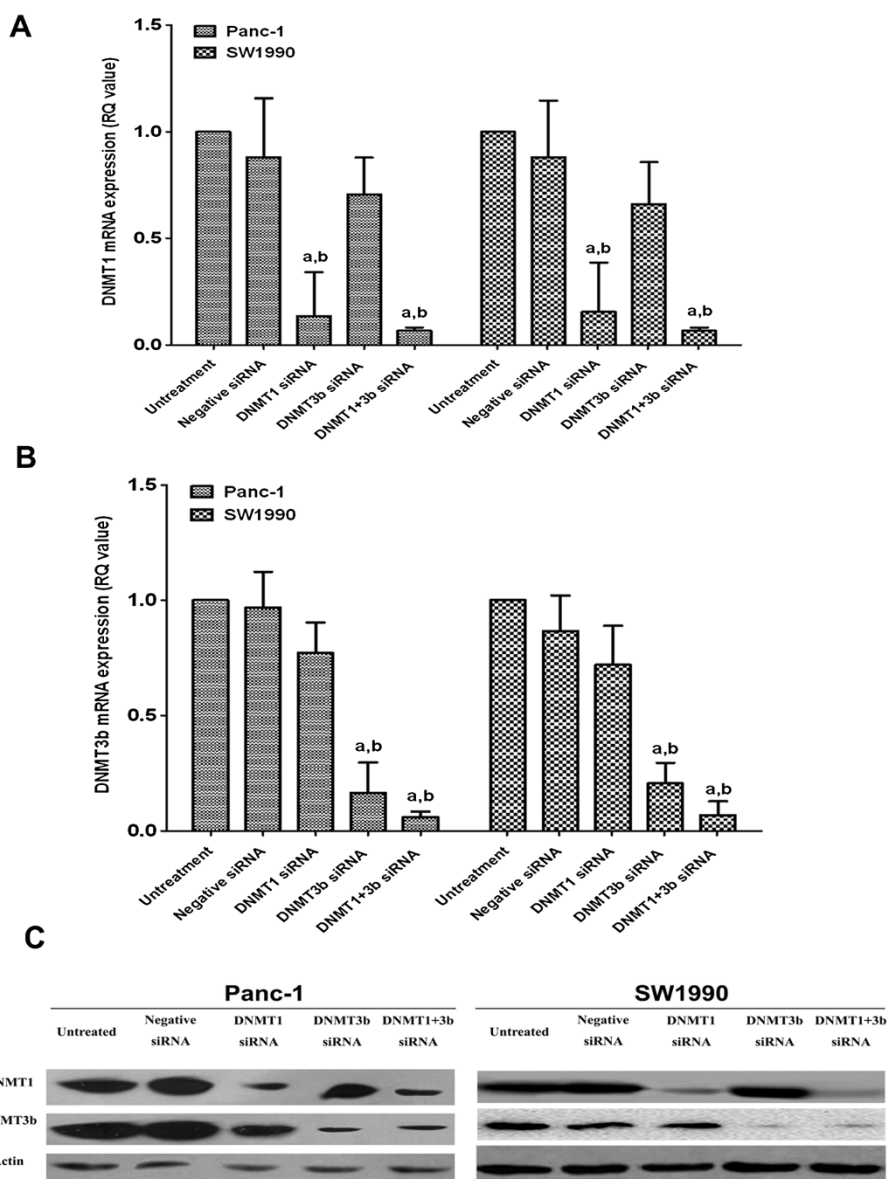 A
DNMT1 mRNA expression (RQ value)
1.5
1.0
0.5
0.0
Panc-1
SW1990
a,b
a,b
a,b
a,b
Untreatment
Negative siRNA
DNMT1 siRNA
DNMT3b siRNA
DNMT1+3b siRNA
Untreatment
Negative siRNA
DNMT1 siRNA
DNMT3b siRNA
DNMT1+3b siRNA
B
DNMT3b mRNA expression (RQ value)
1.5
1.0
0.5
0.0
Panc-1
SW1990
a,b
a,b
a,b
a,b
Untreatment
Negative siRNA
DNMT1 siRNA
DNMT3b siRNA
DNMT1+3b siRNA
Untreatment
Negative siRNA
DNMT1 siRNA
DNMT3b siRNA
DNMT1+3b siRNA
C
Panc-1
Untreated
Negative siRNA
DNMT1 siRNA
DNMT3b siRNA
DNMT1+3b siRNA
SW1990
Untreated
Negative siRNA
DNMT1 siRNA
DNMT3b siRNA
DNMT1+3b siRNA
NMT1
MT3b
Actin